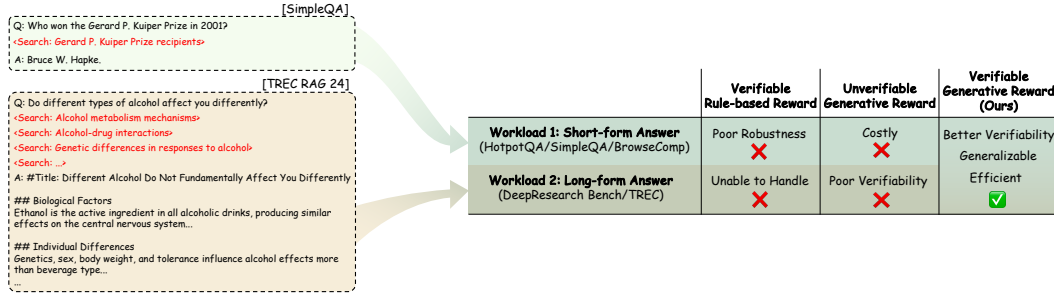 [SimpleQA]
Q: Who won the Gerard P. Kuiper Prize in 2001?
<Search: Gerard P. Kuiper Prize recipients>
A: Bruce W. Hapke.
[TREC RAG 24]
Q: Do different types of alcohol affect you differently?
<Search: Alcohol metabolism mechanisms>
<Search: Alcohol-drug interactions>
<Search: Genetic differences in responses to alcohol>
<Search: ...>
A: #Title: Different Alcohol Do Not Fundamentally Affect You Differently
## Biological Factors
Ethanol is the active ingredient in all alcoholic drinks, producing similar
effects on the central nervous system...
## Individual Differences
Genetics, sex, body weight, and tolerance influence alcohol effects more
than beverage type...
...
Verifiable
Rule-based Reward
Unverifiable
Generative Reward
Verifiable
Generative Reward
(Ours)
Workload 1: Short-form Answer
(HotpotQA/SimpleQA/BrowseComp)
Poor Robustness
Costly
Workload 2: Long-form Answer
(DeepResearch Bench/TREC)
Unable to Handle
Poor Verifiability
Better Verifiability
Generalizable
Efficient